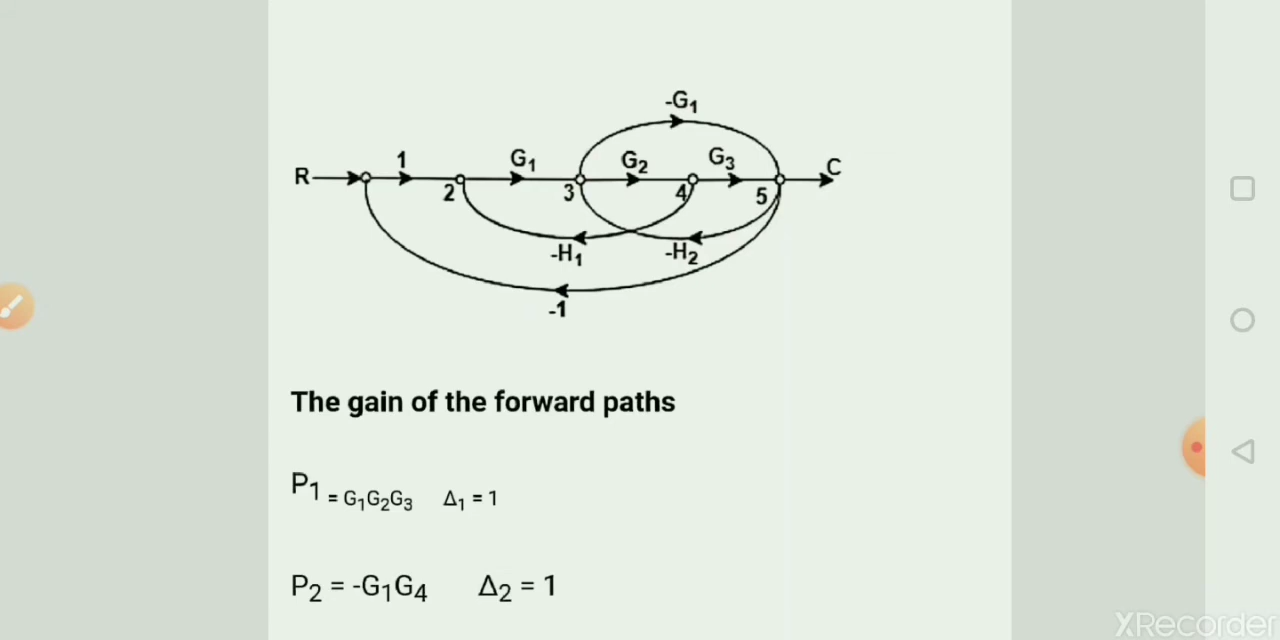 -G₁
R 1 G₁ G₂ G₃ C
2 3 4 5
-H₁ -H₂
-1
The gain of the forward paths
P₁ = G₁G₂G₃ Δ₁ = 1
P₂ = -G₁G₄ Δ₂ = 1
XRecorder